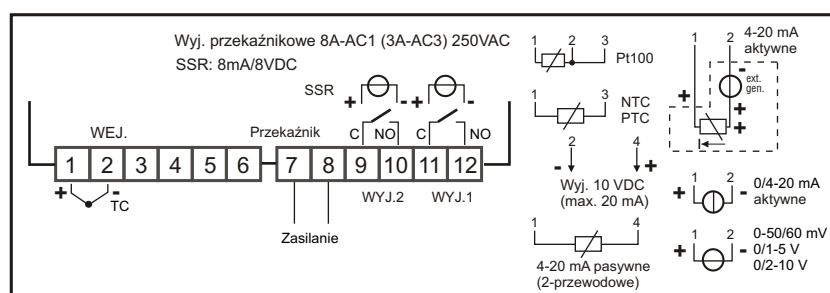 Wyj. przekaźnikowe 8A-AC1 (3A-AC3) 250VAC
SSR: 8mA/8VDC
SSR
+ - + -
WEJ.
Przekaźnik
C NO C NO
1 2 3 4 5 6 7 8 9 10 11 12
+ -
TC
WYJ.2 WYJ.1
Zasilanie
1 2 3
Pt100
1 3
NTC
PTC
2 4
- +
Wyj. 10 VDC
(max. 20 mA)
1 4
4-20 mA pasywne
(2-przewodowe)
1 2
4-20 mA
aktywne
-
ext.
gen.
+
+
+
I
1 2
+ -
0/4-20 mA
aktywne
1 2
+ -
0-50/60 mV
0/1-5 V
0/2-10 V